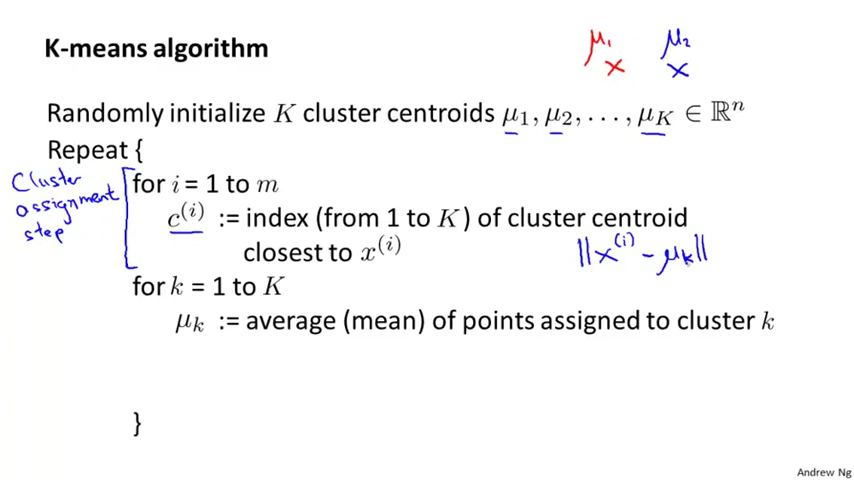 K-means algorithm
μ₁ μ₂
x x
Randomly initialize K cluster centroids μ₁, μ₂, . . . , μ_K ∈ ℝⁿ
Repeat {
Cluster assignment step
for i = 1 to m
c⁽ⁱ⁾ := index (from 1 to K) of cluster centroid
closest to x⁽ⁱ⁾
||x⁽ⁱ⁾ - μₖ||
for k = 1 to K
μₖ := average (mean) of points assigned to cluster k
}
Andrew Ng